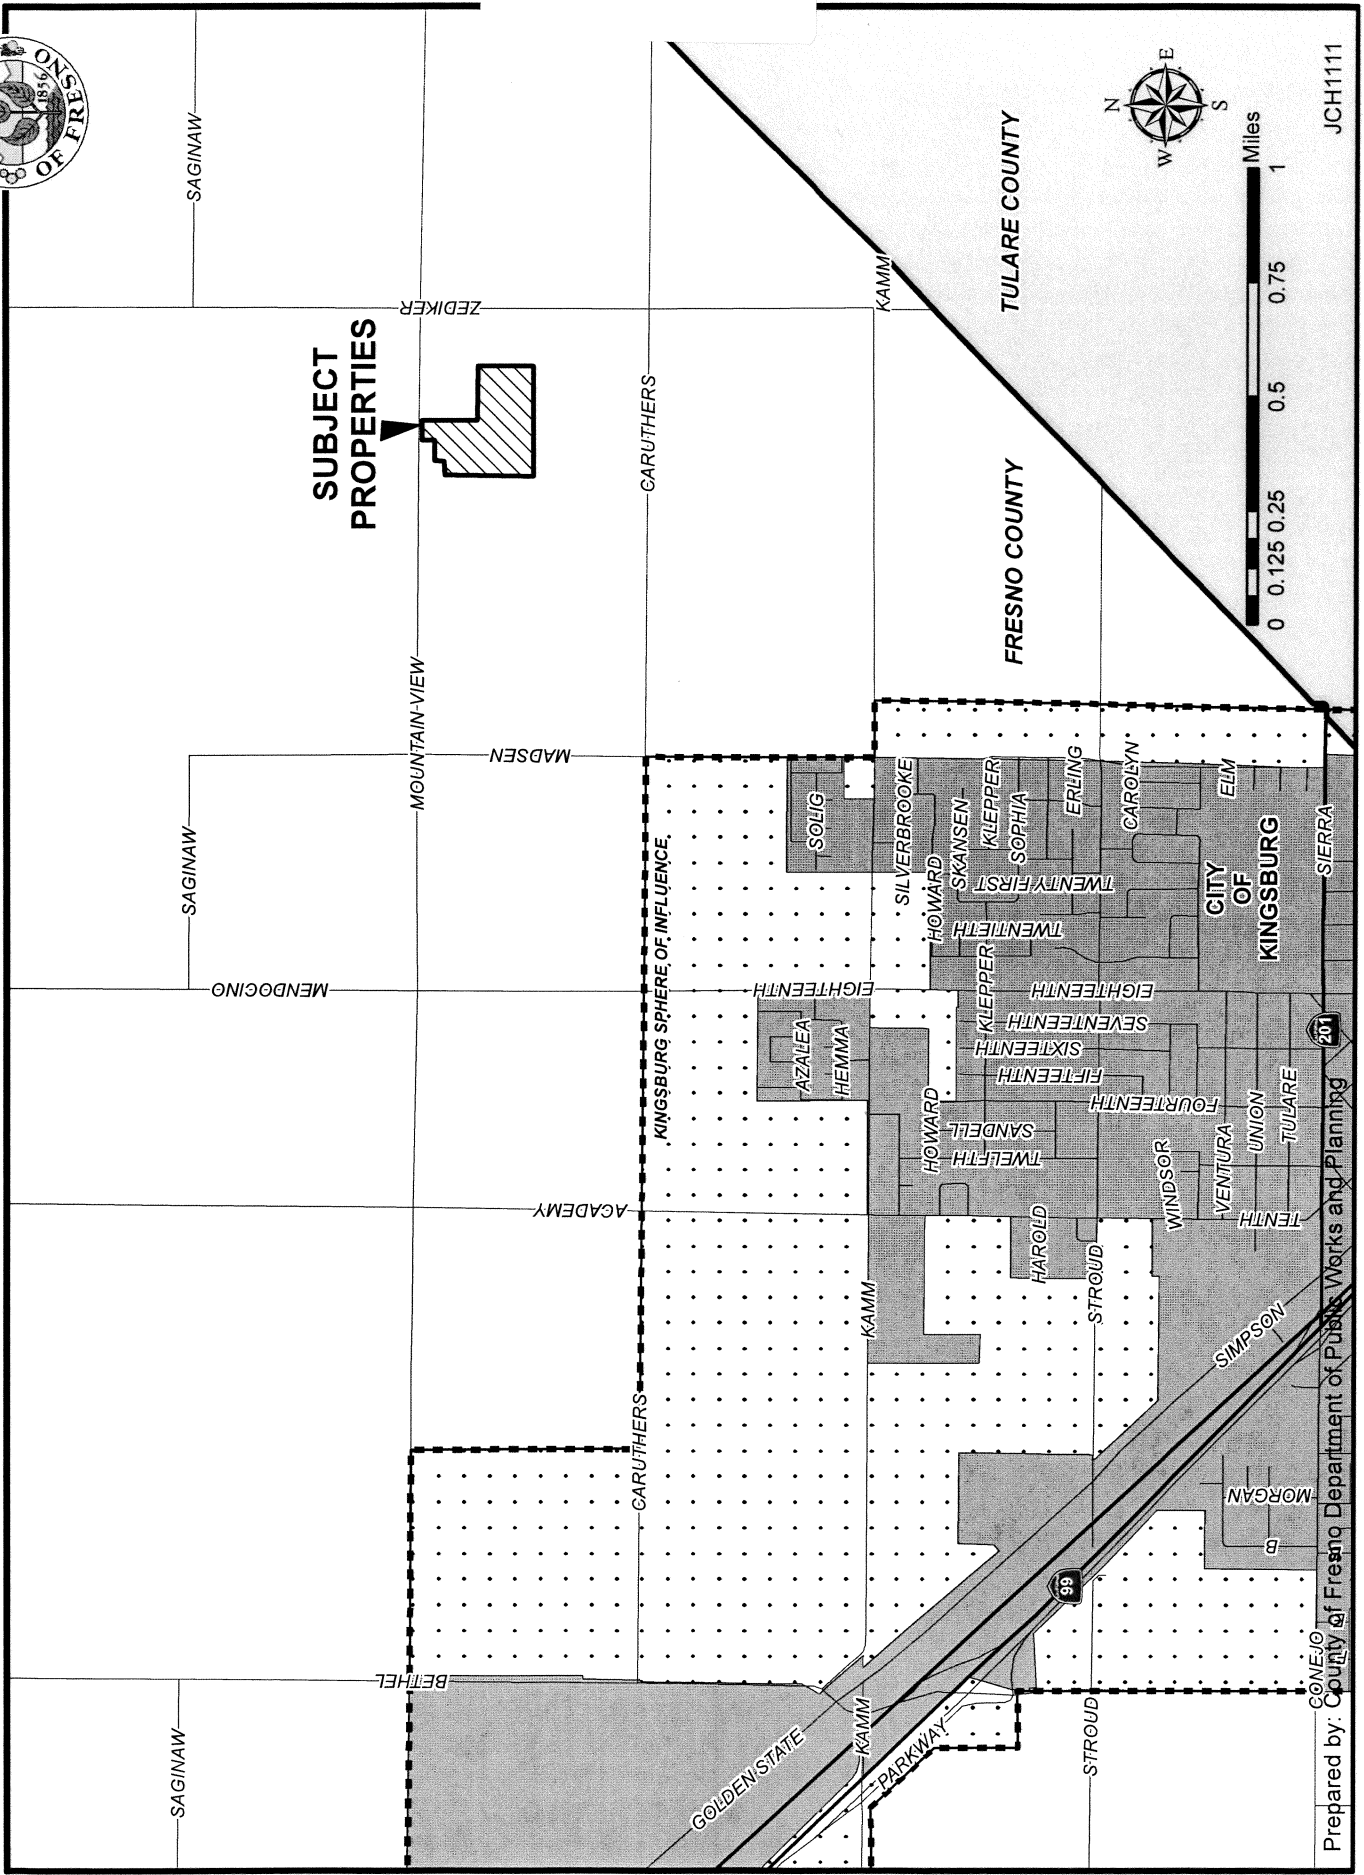 OF FRESNO
1856
SAGINAW
SAGINAW
SAGINAW
MOUNTAIN VIEW
SUBJECT
PROPERTIES
ZEDIKER
MADSEN
MENDOCINO
ACADEMY
BETHEL
CARUTHERS
CARUTHERS
KINGSBURG SPHERE OF INFLUENCE
SOLIG
AZALEA
HEMMA
EIGHTEENTH
KAMM
KAMM
KAMM
SILVERBROOKE
HOWARD
HOWARD
SKANSEN
KLEPPER
KLEPPER
SOPHIA
ERLING
CAROLYN
ELM
TWENTY FIRST
TWENTIETH
EIGHTEENTH
SEVENTEENTH
SIXTEENTH
FIFTEENTH
FOURTEENTH
SANDELL
TWELFTH
TENTH
HAROLD
STROUD
STROUD
WINDSOR
VENTURA
UNION
TULARE
SIERRA
CITY
OF
KINGSBURG
201
SIMPSON
MORGAN
B
99
GOLDEN STATE
PARKWAY
CONEJO
FRESNO COUNTY
TULARE COUNTY
N
W
E
S
0 0.125 0.25 0.5 0.75 1
Miles
Prepared by: County of Fresno Department of Public Works and Planning
JCH1111